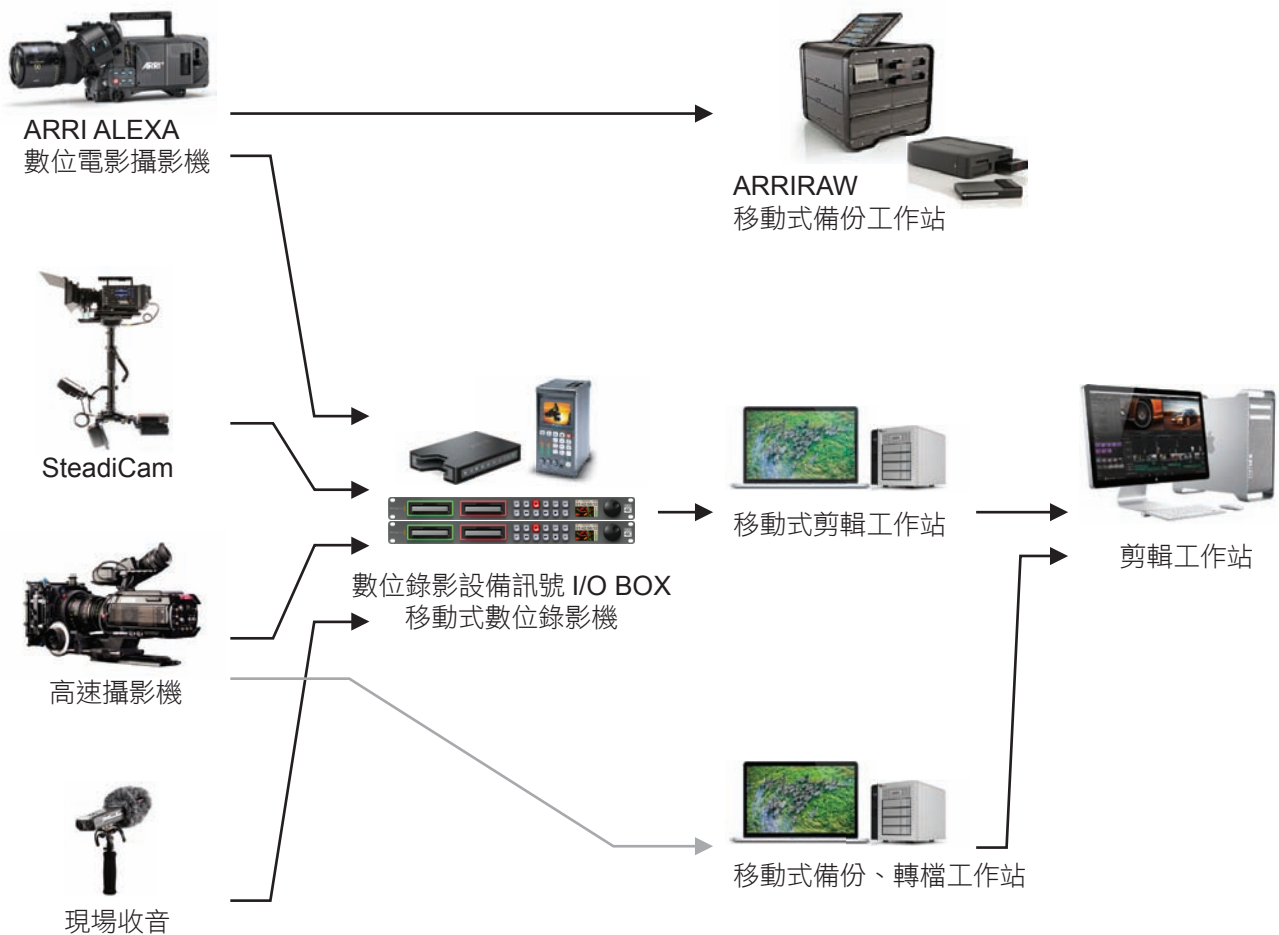 ARRI
ARRI ALEXA
數位電影攝影機
ARRIRAW
移動式備份工作站
SteadiCam
數位錄影設備訊號 I/O BOX
移動式數位錄影機
移動式剪輯工作站
剪輯工作站
高速攝影機
移動式備份、轉檔工作站
現場收音